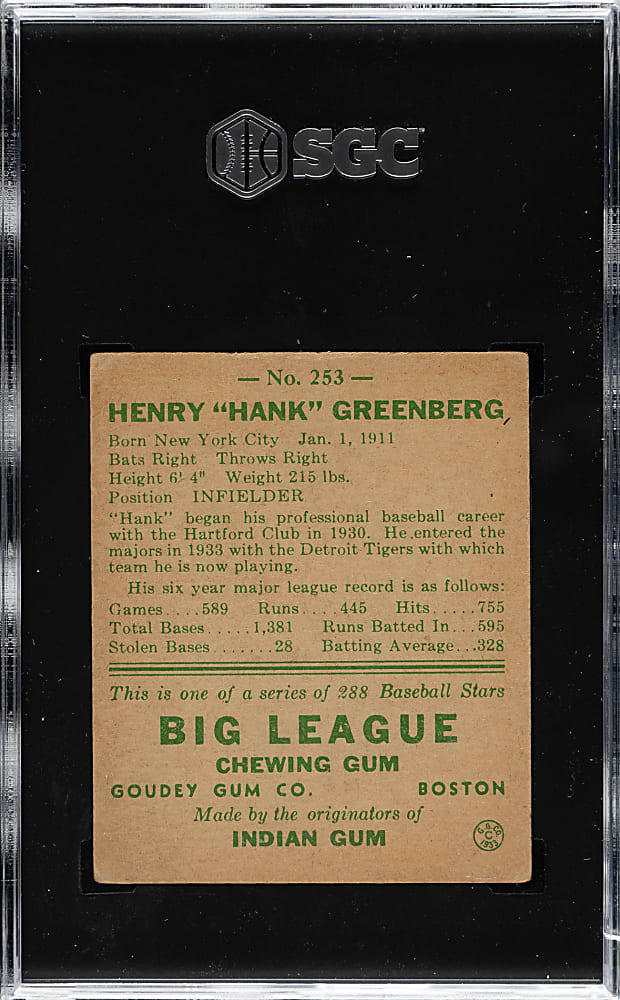 SGC
— No. 253 —
HENRY “HANK” GREENBERG
Born New York City Jan. 1, 1911
Bats Right Throws Right
Height 6' 4" Weight 215 lbs.
Position INFIELDER
“Hank” began his professional baseball career
with the Hartford Club in 1930. He entered the
majors in 1933 with the Detroit Tigers with which
team he is now playing.
His six year major league record is as follows:
Games....589 Runs....445 Hits.....755
Total Bases.....1,381 Runs Batted In...595
Stolen Bases.......28 Batting Average...328
This is one of a series of 288 Baseball Stars
BIG LEAGUE
CHEWING GUM
GOUDEY GUM CO. BOSTON
Made by the originators of
INDIAN GUM
G. G. Co.
C
1933